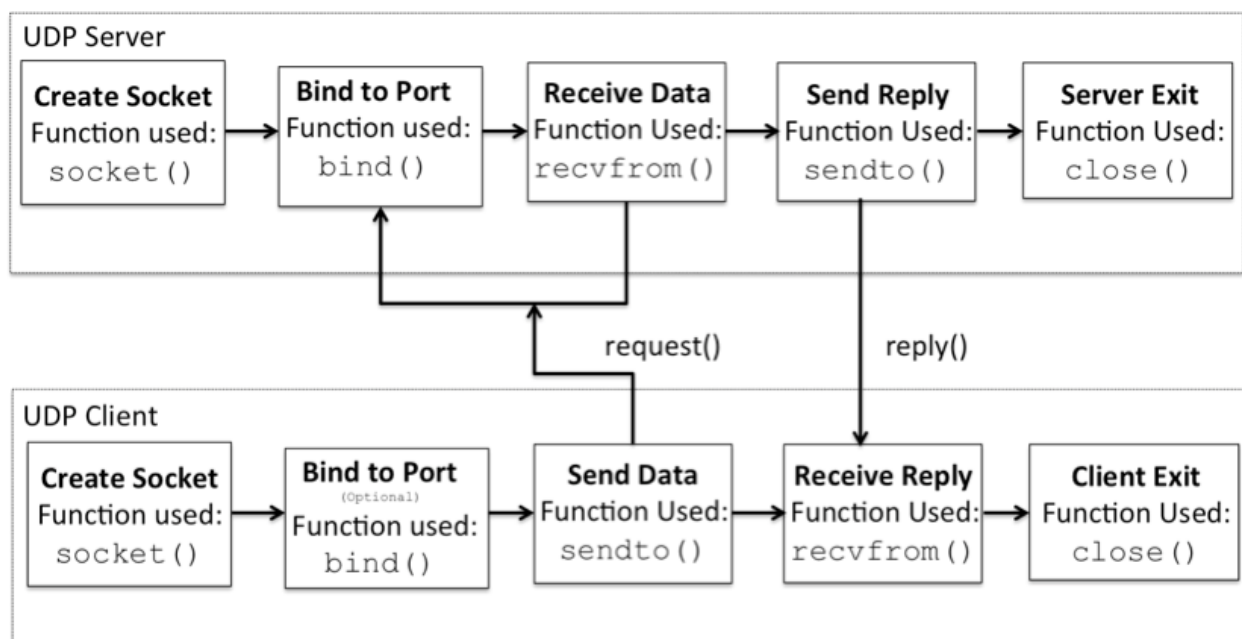 UDP Server
Create Socket
Function used:
socket()
Bind to Port
Function used:
bind()
Receive Data
Function Used:
recvfrom()
Send Reply
Function Used:
sendto()
Server Exit
Function Used:
close()
request()
reply()
UDP Client
Create Socket
Function used:
socket()
Bind to Port
(Optional)
Function used:
bind()
Send Data
Function Used:
sendto()
Receive Reply
Function Used:
recvfrom()
Client Exit
Function Used:
close()